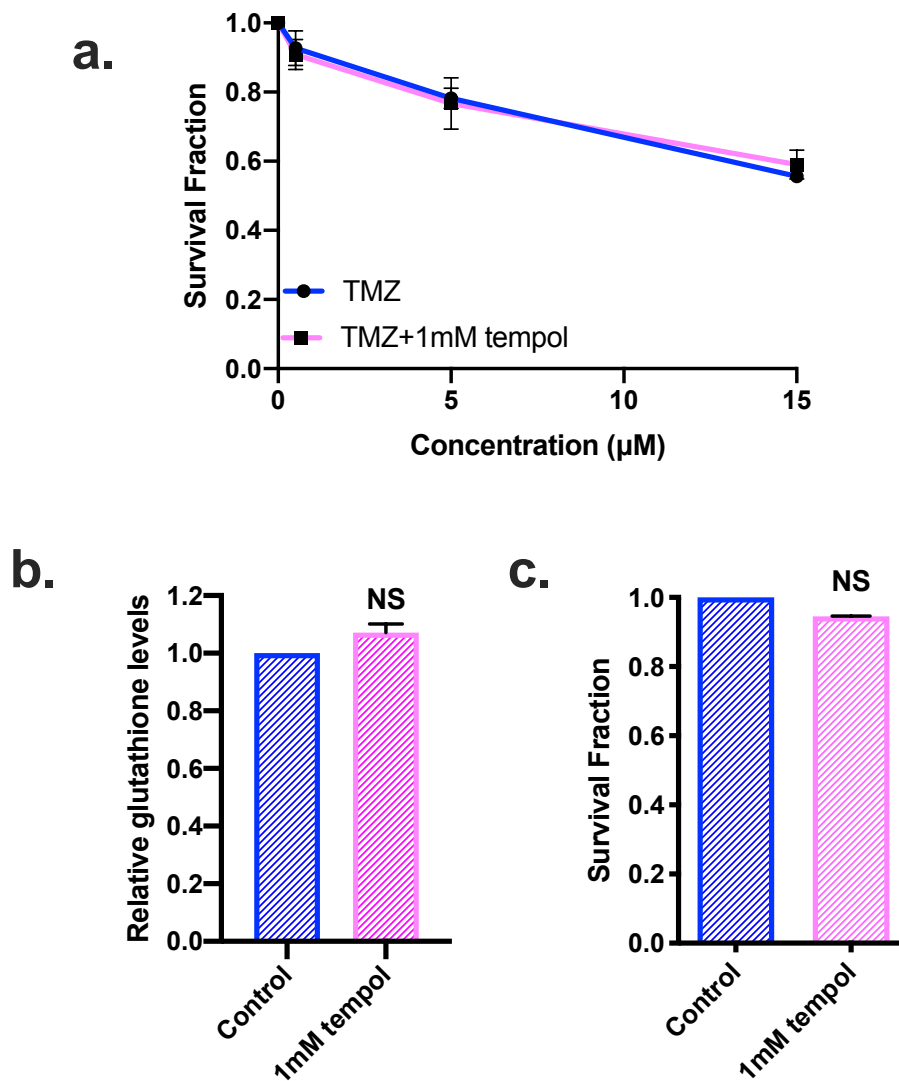 a.
Survival Fraction
1.0
0.8
0.6
0.4
0.2
0.0
TMZ
TMZ+1mM tempol
0 5 10 15
Concentration (µM)
b.
Relative glutathione levels
1.2
1.0
0.8
0.6
0.4
0.2
0.0
NS
Control
1mM tempol
c.
Survival Fraction
1.0
0.8
0.6
0.4
0.2
0.0
NS
Control
1mM tempol